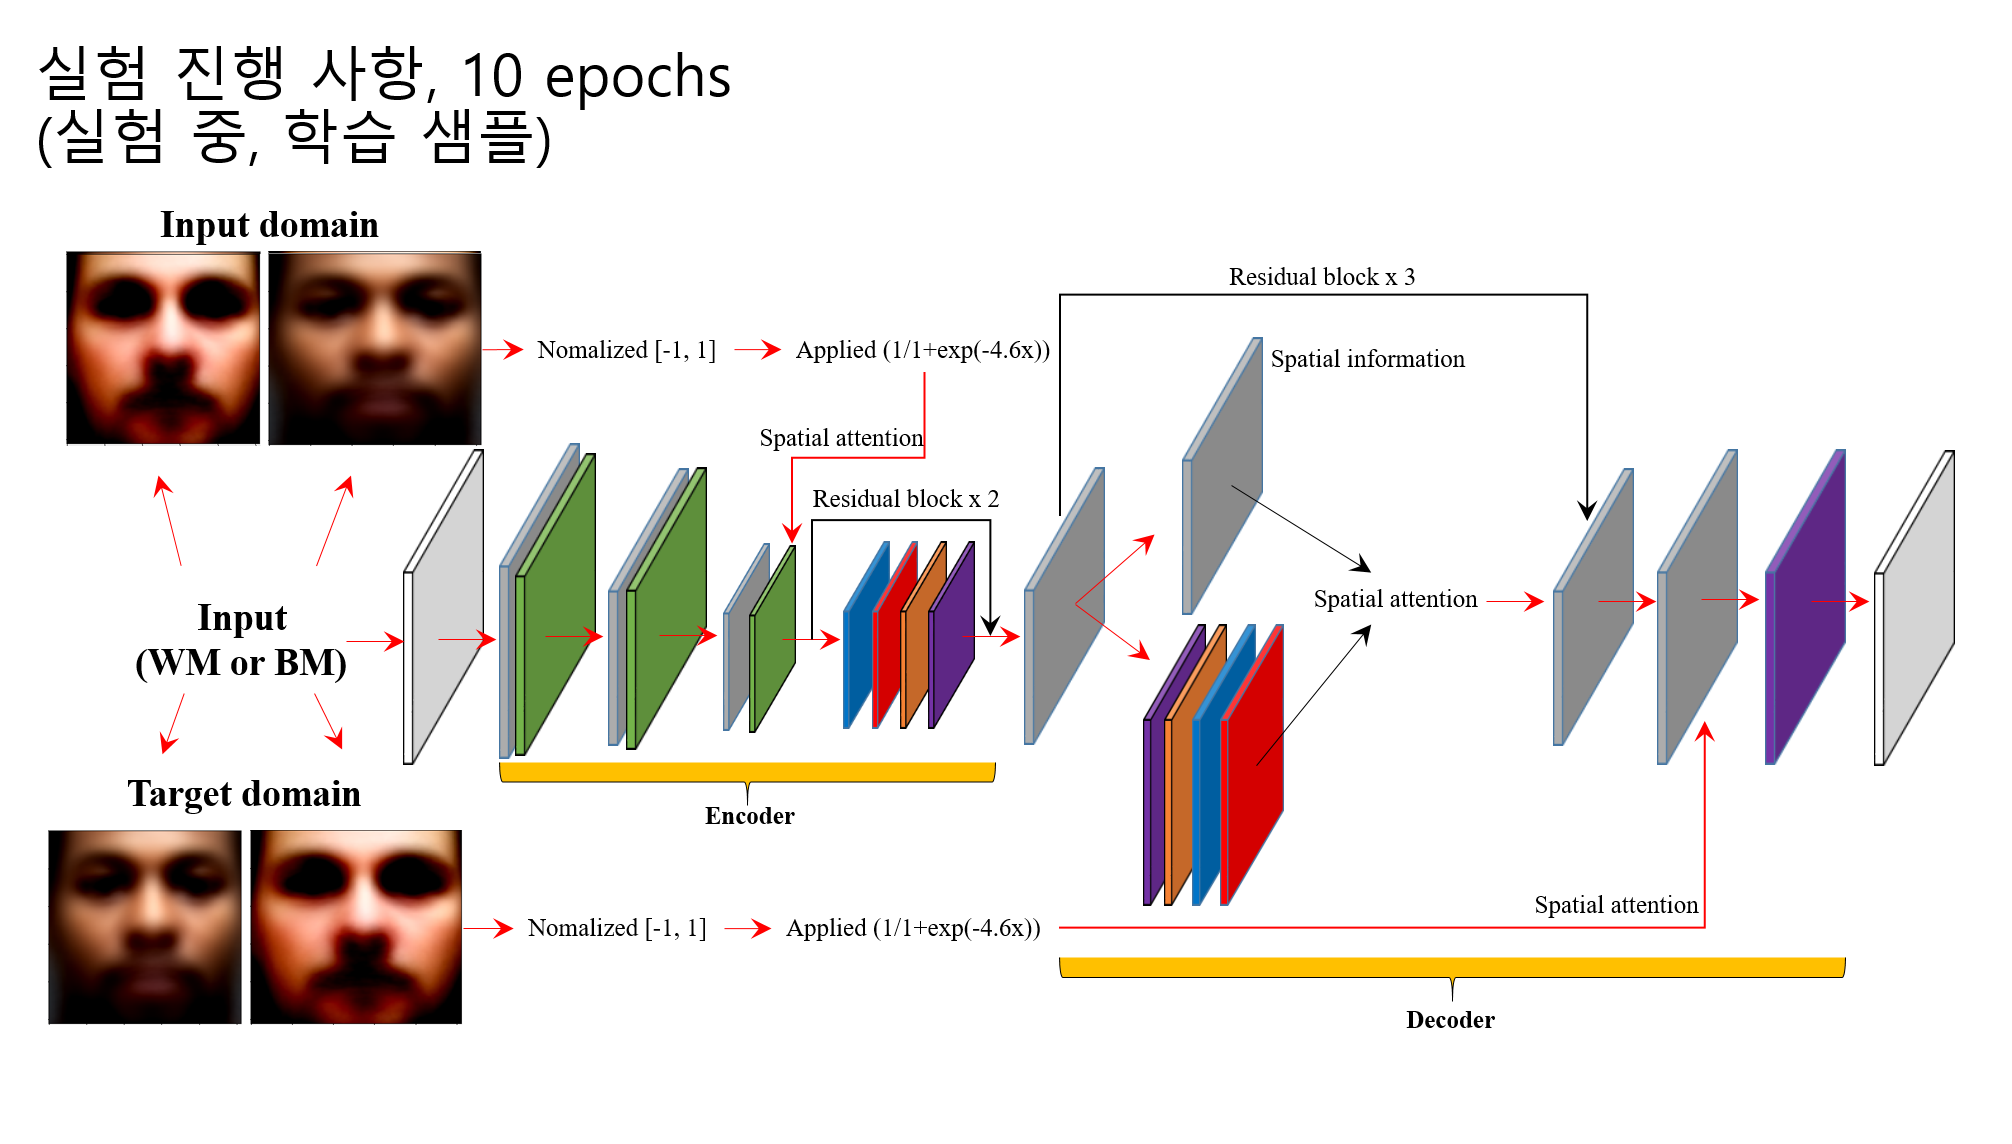 실험 진행 사항, 10 epochs
(실험 중, 학습 샘플)
Input domain
Residual block x 3
Nomalized [-1, 1]
Applied (1/1+exp(-4.6x))
Spatial information
Spatial attention
Residual block x 2
Input
(WM or BM)
Spatial attention
Target domain
Encoder
Spatial attention
Nomalized [-1, 1]
Applied (1/1+exp(-4.6x))
Decoder